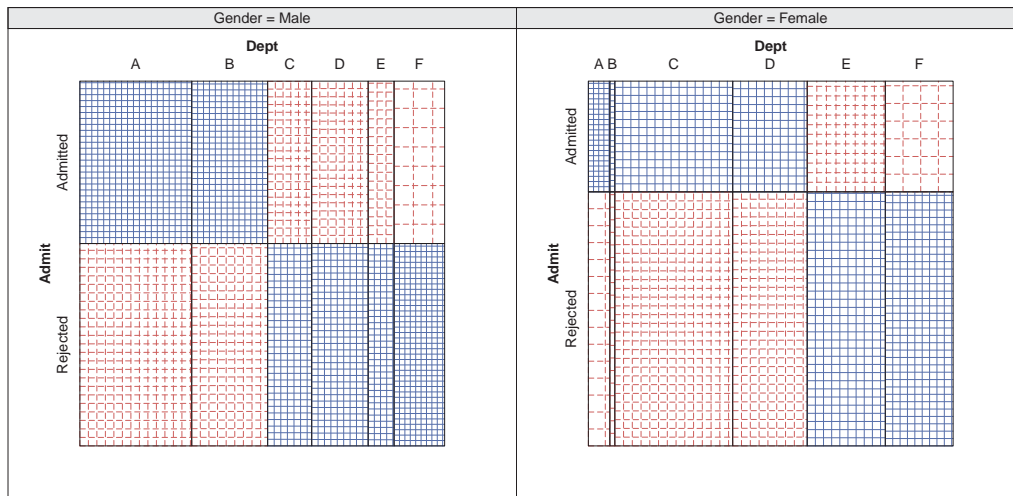 Gender = Male
Dept
A B C D E F
Admitted
Rejected
Admit
Gender = Female
Dept
A B C D E F
Admitted
Rejected
Admit